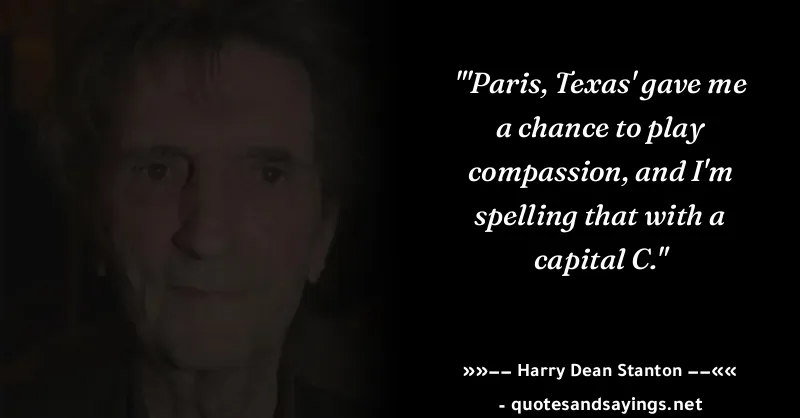 "'Paris, Texas' gave me
a chance to play
compassion, and I'm
spelling that with a
capital C."
»»–– Harry Dean Stanton ––««
- quotesandsayings.net